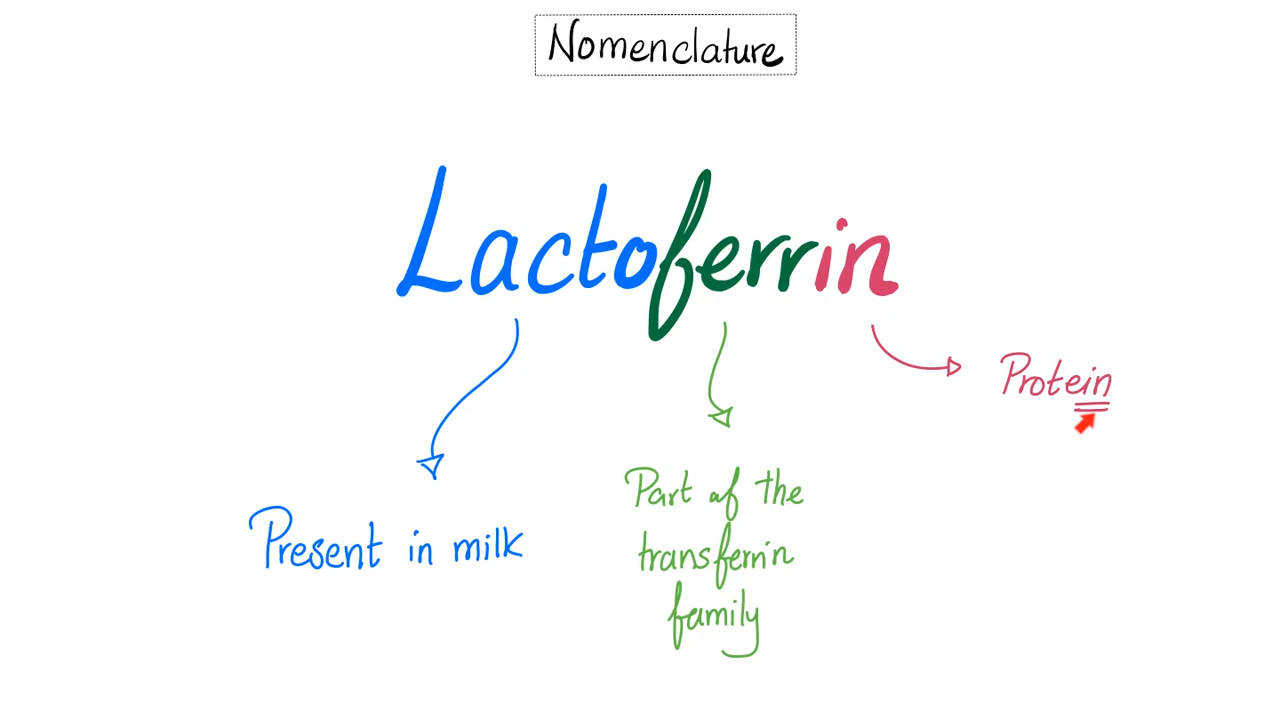 Nomenclature
Lactoferrin
Protein
Present in milk
Part of the
transferrin
family